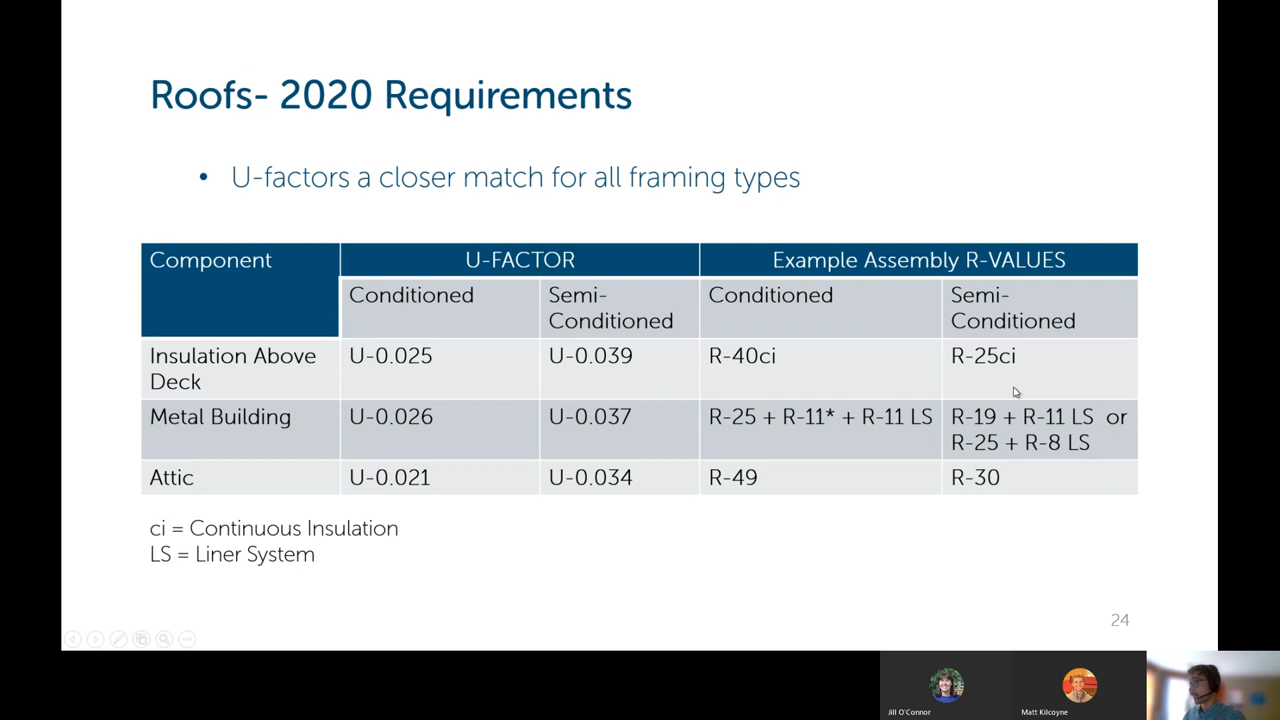 Roofs- 2020 Requirements
• U-factors a closer match for all framing types
Component U-FACTOR Example Assembly R-VALUES
Conditioned Semi- Conditioned Semi-
Conditioned Conditioned
Insulation Above U-0.025 U-0.039 R-40ci R-25ci
Deck
Metal Building U-0.026 U-0.037 R-25 + R-11* + R-11 LS R-19 + R-11 LS or
R-25 + R-8 LS
Attic U-0.021 U-0.034 R-49 R-30
ci = Continuous Insulation
LS = Liner System
24
Jill O'Connor Matt Kilcoyne